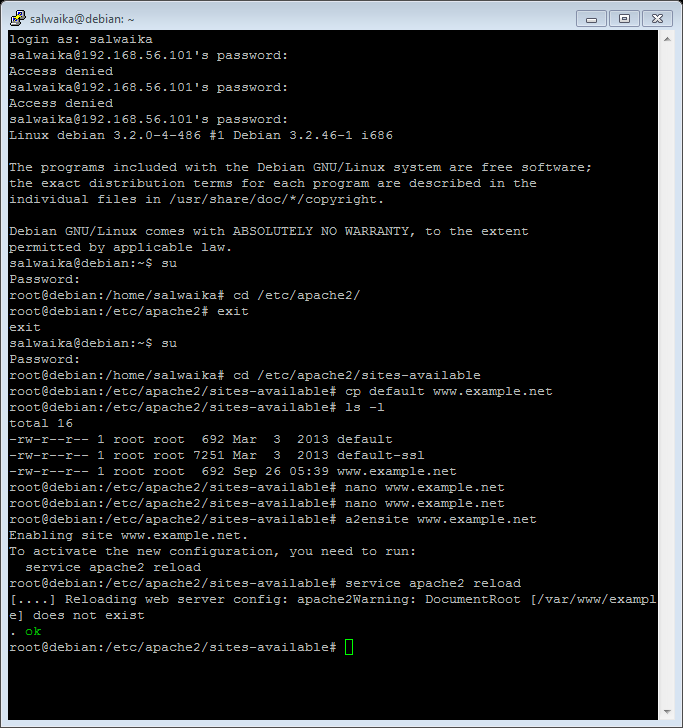 salwaika@debian: ~
login as: salwaika
salwaika@192.168.56.101's password:
Access denied
salwaika@192.168.56.101's password:
Access denied
salwaika@192.168.56.101's password:
Linux debian 3.2.0-4-486 #1 Debian 3.2.46-1 i686
The programs included with the Debian GNU/Linux system are free software;
the exact distribution terms for each program are described in the
individual files in /usr/share/doc/*/copyright.
Debian GNU/Linux comes with ABSOLUTELY NO WARRANTY, to the extent
permitted by applicable law.
salwaika@debian:~$ su
Password:
root@debian:/home/salwaika# cd /etc/apache2/
root@debian:/etc/apache2# exit
exit
salwaika@debian:~$ su
Password:
root@debian:/home/salwaika# cd /etc/apache2/sites-available
root@debian:/etc/apache2/sites-available# cp default www.example.net
root@debian:/etc/apache2/sites-available# ls -l
total 16
-rw-r--r-- 1 root root  692 Mar  3  2013 default
-rw-r--r-- 1 root root 7251 Mar  3  2013 default-ssl
-rw-r--r-- 1 root root  692 Sep 26 05:39 www.example.net
root@debian:/etc/apache2/sites-available# nano www.example.net
root@debian:/etc/apache2/sites-available# nano www.example.net
root@debian:/etc/apache2/sites-available# a2ensite www.example.net
Enabling site www.example.net.
To activate the new configuration, you need to run:
  service apache2 reload
root@debian:/etc/apache2/sites-available# service apache2 reload
[....] Reloading web server config: apache2Warning: DocumentRoot [/var/www/exampl
e] does not exist
. ok
root@debian:/etc/apache2/sites-available#